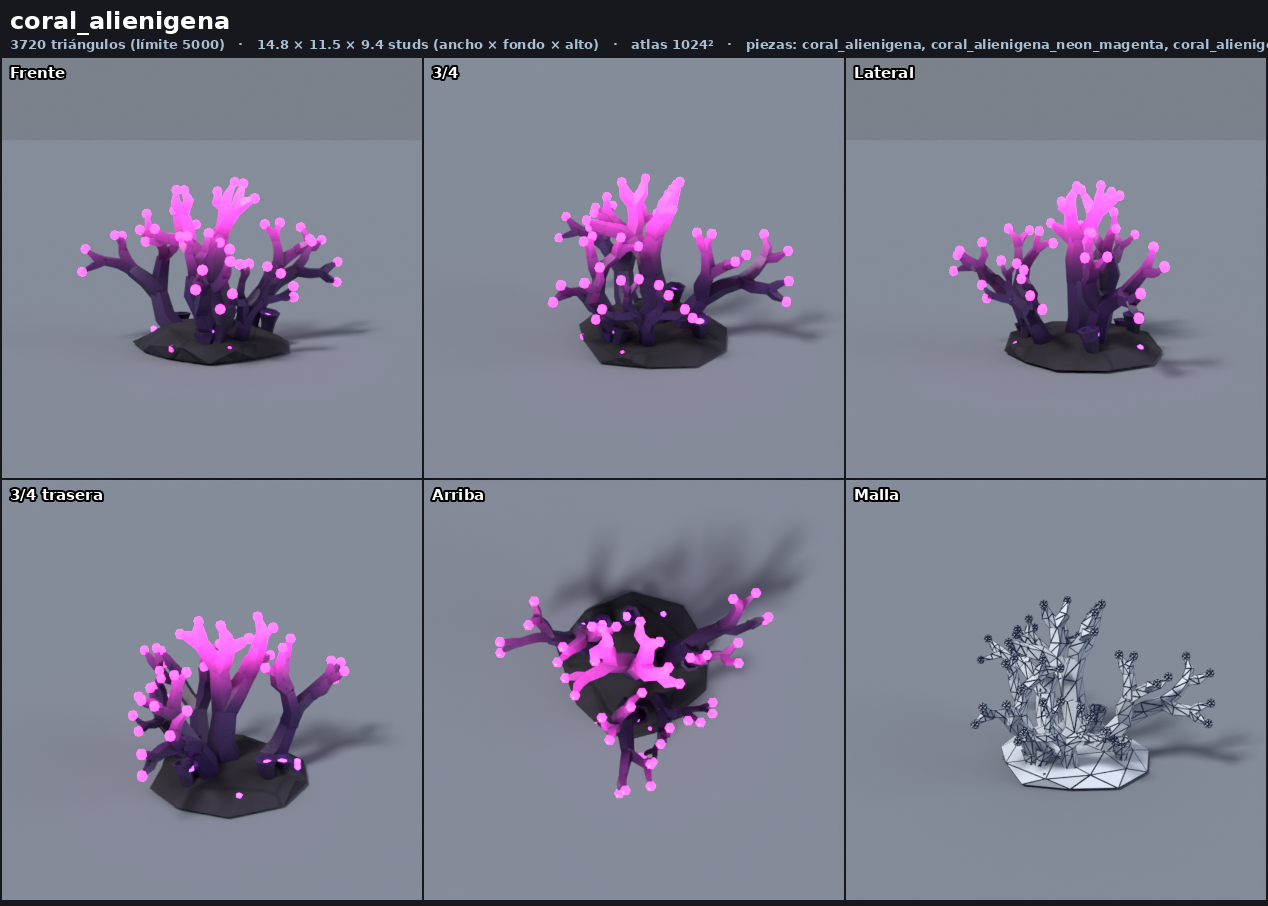 coral_alienigena
3720 triángulos (límite 5000) · 14.8 × 11.5 × 9.4 studs (ancho × fondo × alto) · atlas 1024² · piezas: coral_alienigena, coral_alienigena_neon_magenta, coral_alienig
Frente
3/4
Lateral
3/4 trasera
Arriba
Malla